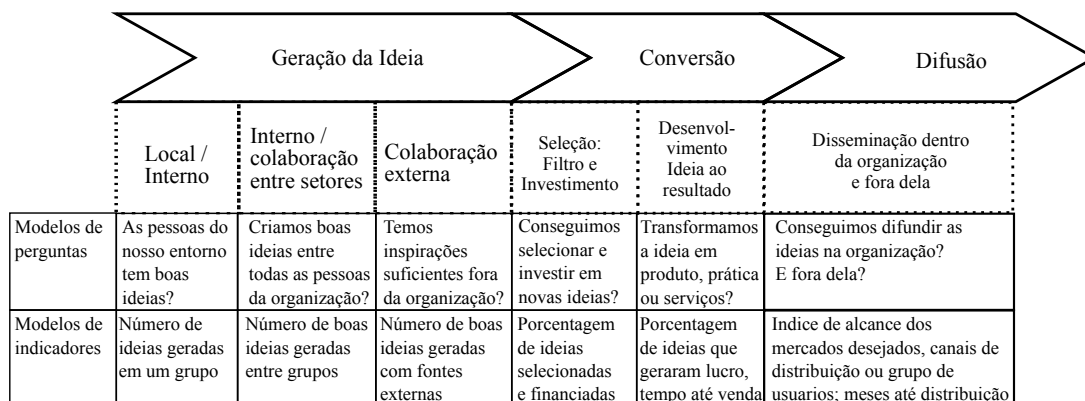 Geração da Ideia
Conversão
Difusão
Local /
Interno
Interno /
colaboração
entre setores
Colaboração
externa
Seleção:
Filtro e
Investimento
Desenvol-
vimento
Ideia ao
resultado
Disseminação dentro
da organização
e fora dela
Modelos de
perguntas
As pessoas do
nosso entorno
tem boas
ideias?
Criamos boas
ideias entre
todas as pessoas
da organização?
Temos
inspirações
suficientes fora
da organização?
Conseguimos
selecionar e
investir em
novas ideias?
Transformamos
a ideia em
produto, prática
ou serviços?
Conseguimos difundir as
ideias na organização?
E fora dela?
Modelos de
indicadores
Número de
ideias geradas
em um grupo
Número de boas
ideias geradas
entre grupos
Número de boas
ideias geradas
com fontes
externas
Porcentagem
de ideias
selecionadas
e financiadas
Porcentagem
de ideias que
geraram lucro,
tempo até venda
Indice de alcance dos
mercados desejados, canais de
distribuição ou grupo de
usuarios; meses até distribuição